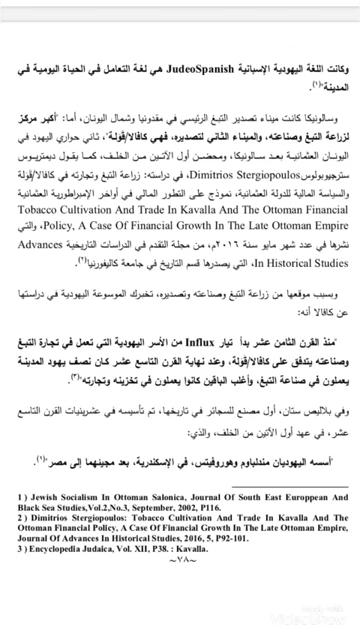 وكانت اللغة اليهودية الإسبانية JudeoSpanish هي لغة التعامل في الحياة اليومية في
المدينة"(١).
وسالونيكا كانت ميناء تصدير التبغ الرئيسي في مقدونيا وشمال اليونان، أما: "أكبر مركز
لزراعة التبغ وصناعته، والميناء الثاني لتصديره، فهي كافالا/قولة"، ثاني حواري اليهود في
اليونان العثمانية بعد سالونيكا، ومحضن أول الآتين من الخلف، كما يقول ديمتريوس
سترجيوبولوس Dimitrios Stergiopoulos، في دراسته: زراعة التبغ وتجارته في كافالا/قولة
والسياسة المالية للدولة العثمانية، نموذج على التطور المالي في أواخر الإمبراطورية العثمانية
Tobacco Cultivation And Trade In Kavalla And The Ottoman Financial
Policy, A Case Of Financial Growth In The Late Ottoman Empire، والتي
نشرها في عدد شهر مايو سنة ٢٠١٦م، من مجلة التقدم في الدراسات التاريخية Advances
In Historical Studies، التي يصدرها قسم التاريخ في جامعة كاليفورنيا(٢).
وبسبب موقعها من زراعة التبغ وصناعته وتصديره، تخبرك الموسوعة اليهودية في دراستها
عن كافالا أنه:
"منذ القرن الثامن عشر بدأ تيار Influx من الأسر اليهودية التي تعمل في تجارة التبغ
وصناعته يتدفق على كافالا/قولة، وعند نهاية القرن التاسع عشر كان نصف يهود المدينة
يعملون في صناعة التبغ، وأغلب الباقين كانوا يعملون في تخزينه وتجارته"(٣).
وفي بلاليص ستان، أول مصنع للسجائر في تاريخها، تم تأسيسه في عشرينيات القرن التاسع
عشر، في عهد أول الآتين من الخلف، والذي:
"أسسه اليهوديان مندلباوم وهوروفيتس، في الإسكندرية، بعد مجيئهما إلى مصر"(١).
1 ) Jewish Socialism In Ottoman Salonica, Journal Of South East Europpean And
Black Sea Studies,Vol.2,No.3, September, 2002, P116.
2 ) Dimitrios Stergiopoulos: Tobacco Cultivation And Trade In Kavalla And The
Ottoman Financial Policy, A Case Of Financial Growth In The Late Ottoman Empire,
Journal Of Advances In Historical Studies, 2016, 5, P92-101.
3 ) Encyclopedia Judaica, Vol. XII, P38. : Kavalla.
~٧٨~